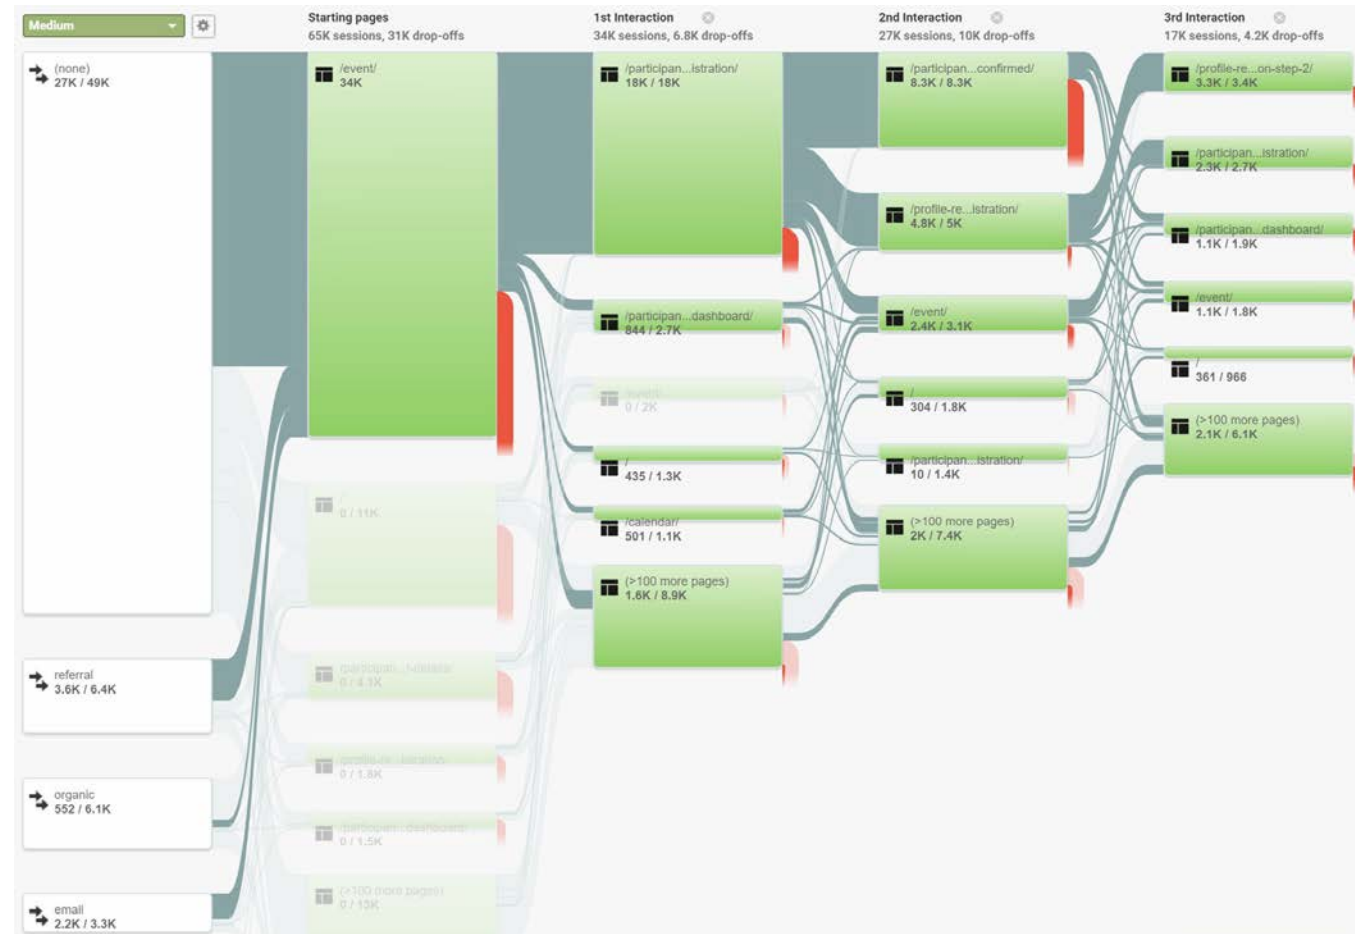 Medium
Starting pages
65K sessions, 31K drop-offs
1st Interaction
34K sessions, 6.8K drop-offs
2nd Interaction
27K sessions, 10K drop-offs
3rd Interaction
17K sessions, 4.2K drop-offs
(none)
27K / 49K
referral
3.6K / 6.4K
organic
552 / 6.1K
email
2.2K / 3.3K
/event/
34K
/
0 / 11K
0 / 4.3K
0 / 1.8K
0 / 1.5K
(>100 more pages)
0 / 13K
/participan...istration/
18K / 18K
/participan...dashboard/
844 / 2.7K
/event/
0 / 2K
/
435 / 1.3K
/calendar/
501 / 1.1K
(>100 more pages)
1.6K / 8.9K
/participan...confirmed/
8.3K / 8.3K
/profile-re...istration/
4.8K / 5K
/event/
2.4K / 3.1K
/
304 / 1.8K
/participan...istration/
10 / 1.4K
(>100 more pages)
2K / 7.4K
/profile-re...on-step-2/
3.3K / 3.4K
/participan...istration/
2.3K / 2.7K
/participan...dashboard/
1.1K / 1.9K
/event/
1.1K / 1.8K
/
361 / 966
(>100 more pages)
2.1K / 6.1K